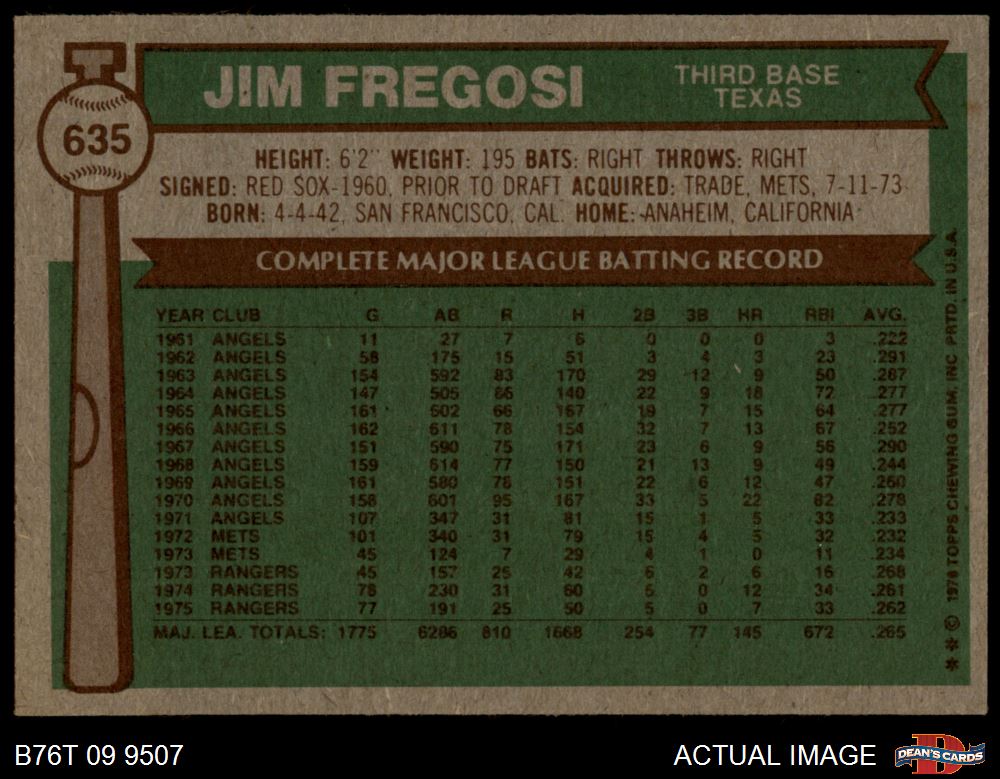 JIM FREGOSI
THIRD BASE
TEXAS
635
HEIGHT: 6'2" WEIGHT: 195 BATS: RIGHT THROWS: RIGHT
SIGNED: RED SOX-1960, PRIOR TO DRAFT ACQUIRED: TRADE, METS, 7-11-73
BORN: 4-4-42, SAN FRANCISCO, CAL. HOME: ANAHEIM, CALIFORNIA
COMPLETE MAJOR LEAGUE BATTING RECORD
YEAR CLUB G AB R H 2B 3B HR RBI AVG.
1961 ANGELS 11 27 7 6 0 0 0 3 .222
1962 ANGELS 58 175 15 51 3 4 3 23 .291
1963 ANGELS 154 592 83 170 29 12 9 50 .287
1964 ANGELS 147 505 86 140 22 9 18 72 .277
1965 ANGELS 161 602 66 167 19 7 15 64 .277
1966 ANGELS 162 611 78 154 32 7 13 67 .252
1967 ANGELS 151 590 75 171 23 6 9 56 .290
1968 ANGELS 159 614 77 150 21 13 9 49 .244
1969 ANGELS 161 580 78 151 22 6 12 47 .260
1970 ANGELS 158 601 95 167 33 5 22 82 .278
1971 ANGELS 107 347 31 81 15 1 5 33 .233
1972 METS 101 340 31 79 15 4 5 32 .232
1973 METS 45 124 7 29 4 1 0 11 .234
1973 RANGERS 45 157 25 42 6 2 6 16 .268
1974 RANGERS 78 230 31 60 5 0 12 34 .261
1975 RANGERS 77 191 25 50 5 0 7 33 .262
MAJ. LEA. TOTALS: 1775 6286 810 1668 254 77 145 672 .265
** © 1976 TOPPS CHEWING GUM, INC PRTD. IN U.S.A.
B76T 09 9507
ACTUAL IMAGE
DEAN'S CARDS